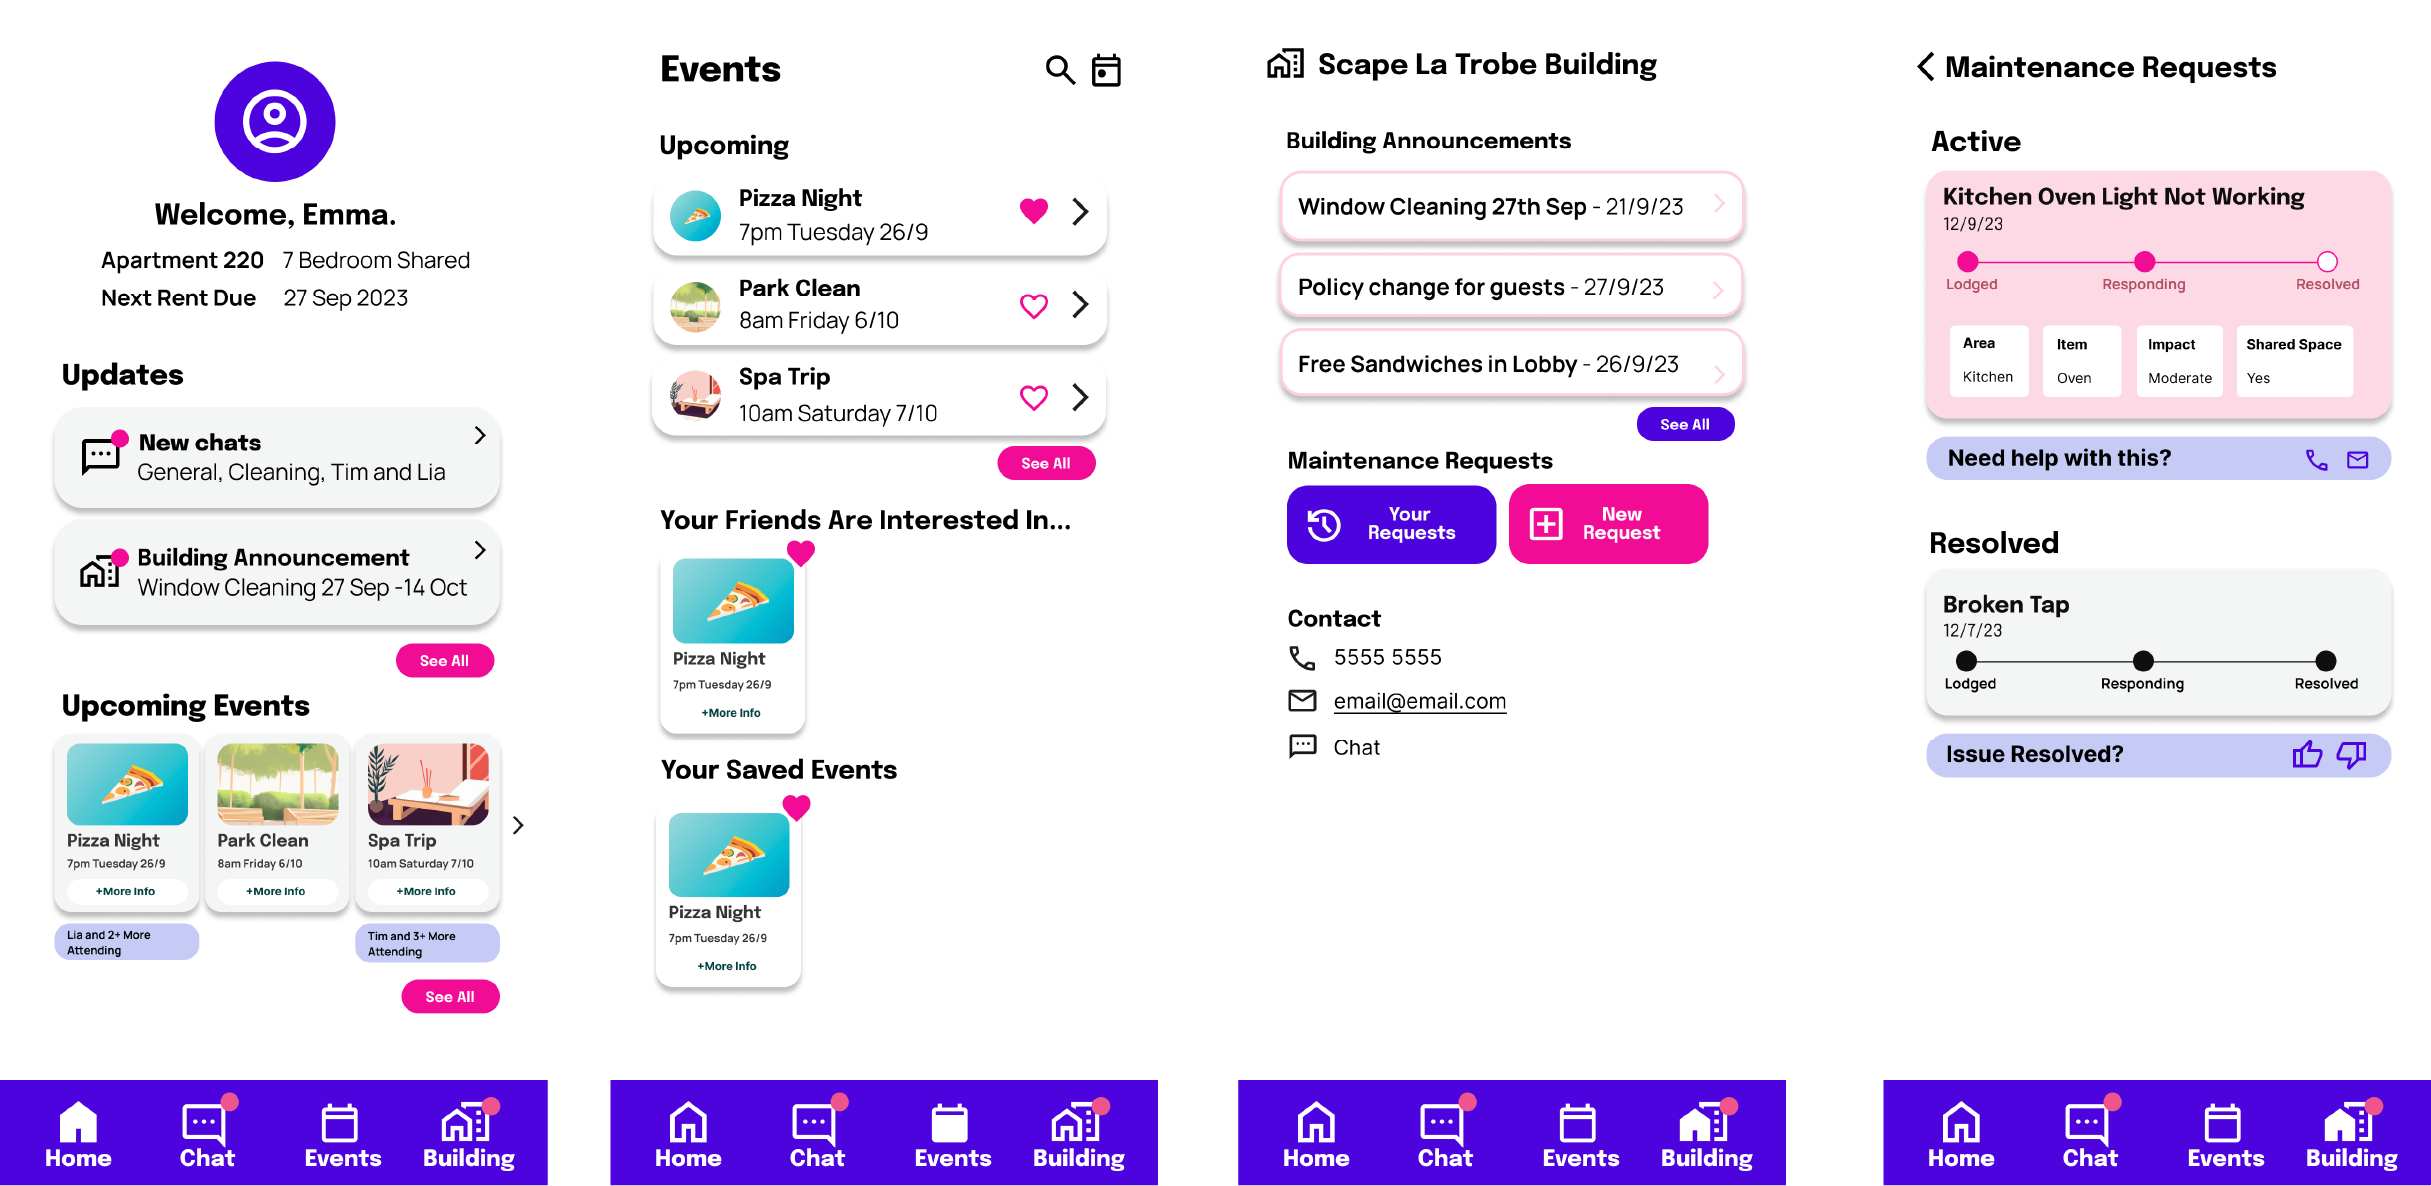 Welcome, Emma.
Apartment 220 7 Bedroom Shared
Next Rent Due 27 Sep 2023
Updates
New chats
General, Cleaning, Tim and Lia
Building Announcement
Window Cleaning 27 Sep -14 Oct
See All
Upcoming Events
Pizza Night
7pm Tuesday 26/9
+More Info
Lia and 2+ More
Attending
Park Clean
8am Friday 6/10
+More Info
Spa Trip
10am Saturday 7/10
+More Info
Tim and 3+ More
Attending
See All
Home Chat Events Building
Events
Upcoming
Pizza Night
7pm Tuesday 26/9
Park Clean
8am Friday 6/10
Spa Trip
10am Saturday 7/10
See All
Your Friends Are Interested In...
Pizza Night
7pm Tuesday 26/9
+More Info
Your Saved Events
Pizza Night
7pm Tuesday 26/9
+More Info
Home Chat Events Building
Scape La Trobe Building
Building Announcements
Window Cleaning 27th Sep - 21/9/23
Policy change for guests - 27/9/23
Free Sandwiches in Lobby - 26/9/23
See All
Maintenance Requests
Your
Requests
New
Request
Contact
5555 5555
email@email.com
Chat
Home Chat Events Building
Maintenance Requests
Active
Kitchen Oven Light Not Working
12/9/23
Lodged Responding Resolved
Area
Kitchen
Item
Oven
Impact
Moderate
Shared Space
Yes
Need help with this?
Resolved
Broken Tap
12/7/23
Lodged Responding Resolved
Issue Resolved?
Home Chat Events Building